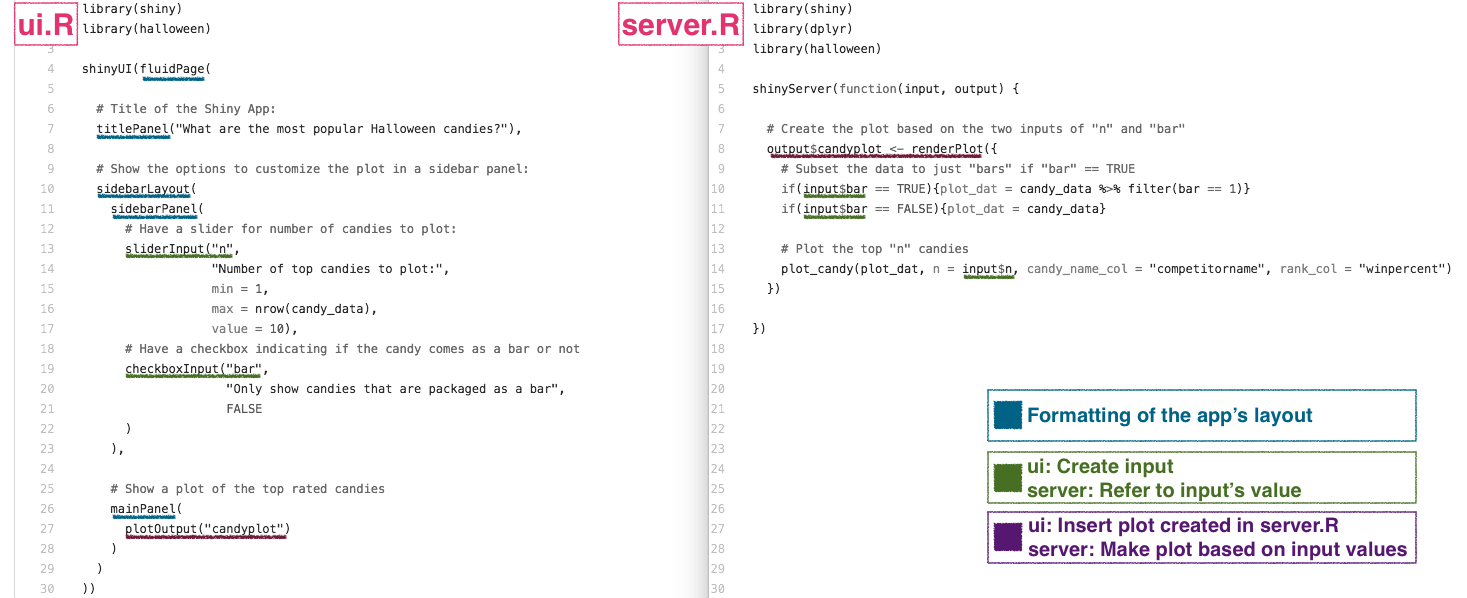 ui.R
library(shiny)
library(halloween)
3
4 shinyUI(fluidPage(
5
6 # Title of the Shiny App:
7 titlePanel("What are the most popular Halloween candies?"),
8
9 # Show the options to customize the plot in a sidebar panel:
10 sidebarLayout(
11 sidebarPanel(
12 # Have a slider for number of candies to plot:
13 sliderInput("n",
14 "Number of top candies to plot:",
15 min = 1,
16 max = nrow(candy_data),
17 value = 10),
18 # Have a checkbox indicating if the candy comes as a bar or not
19 checkboxInput("bar",
20 "Only show candies that are packaged as a bar",
21 FALSE
22 )
23 ),
24
25 # Show a plot of the top rated candies
26 mainPanel(
27 plotOutput("candyplot")
28 )
29 )
30 ))
server.R
library(shiny)
library(dplyr)
3 library(halloween)
4
5 shinyServer(function(input, output) {
6
7 # Create the plot based on the two inputs of "n" and "bar"
8 output$candyplot <- renderPlot({
9 # Subset the data to just "bars" if "bar" == TRUE
10 if(input$bar == TRUE){plot_dat = candy_data %>% filter(bar == 1)}
11 if(input$bar == FALSE){plot_dat = candy_data}
12
13 # Plot the top "n" candies
14 plot_candy(plot_dat, n = input$n, candy_name_col = "competitorname", rank_col = "winpercent")
15 })
16
17 })
18
19
20
21
22
23
24
25
26
27
28
29
30
Formatting of the app's layout
ui: Create input
server: Refer to input's value
ui: Insert plot created in server.R
server: Make plot based on input values